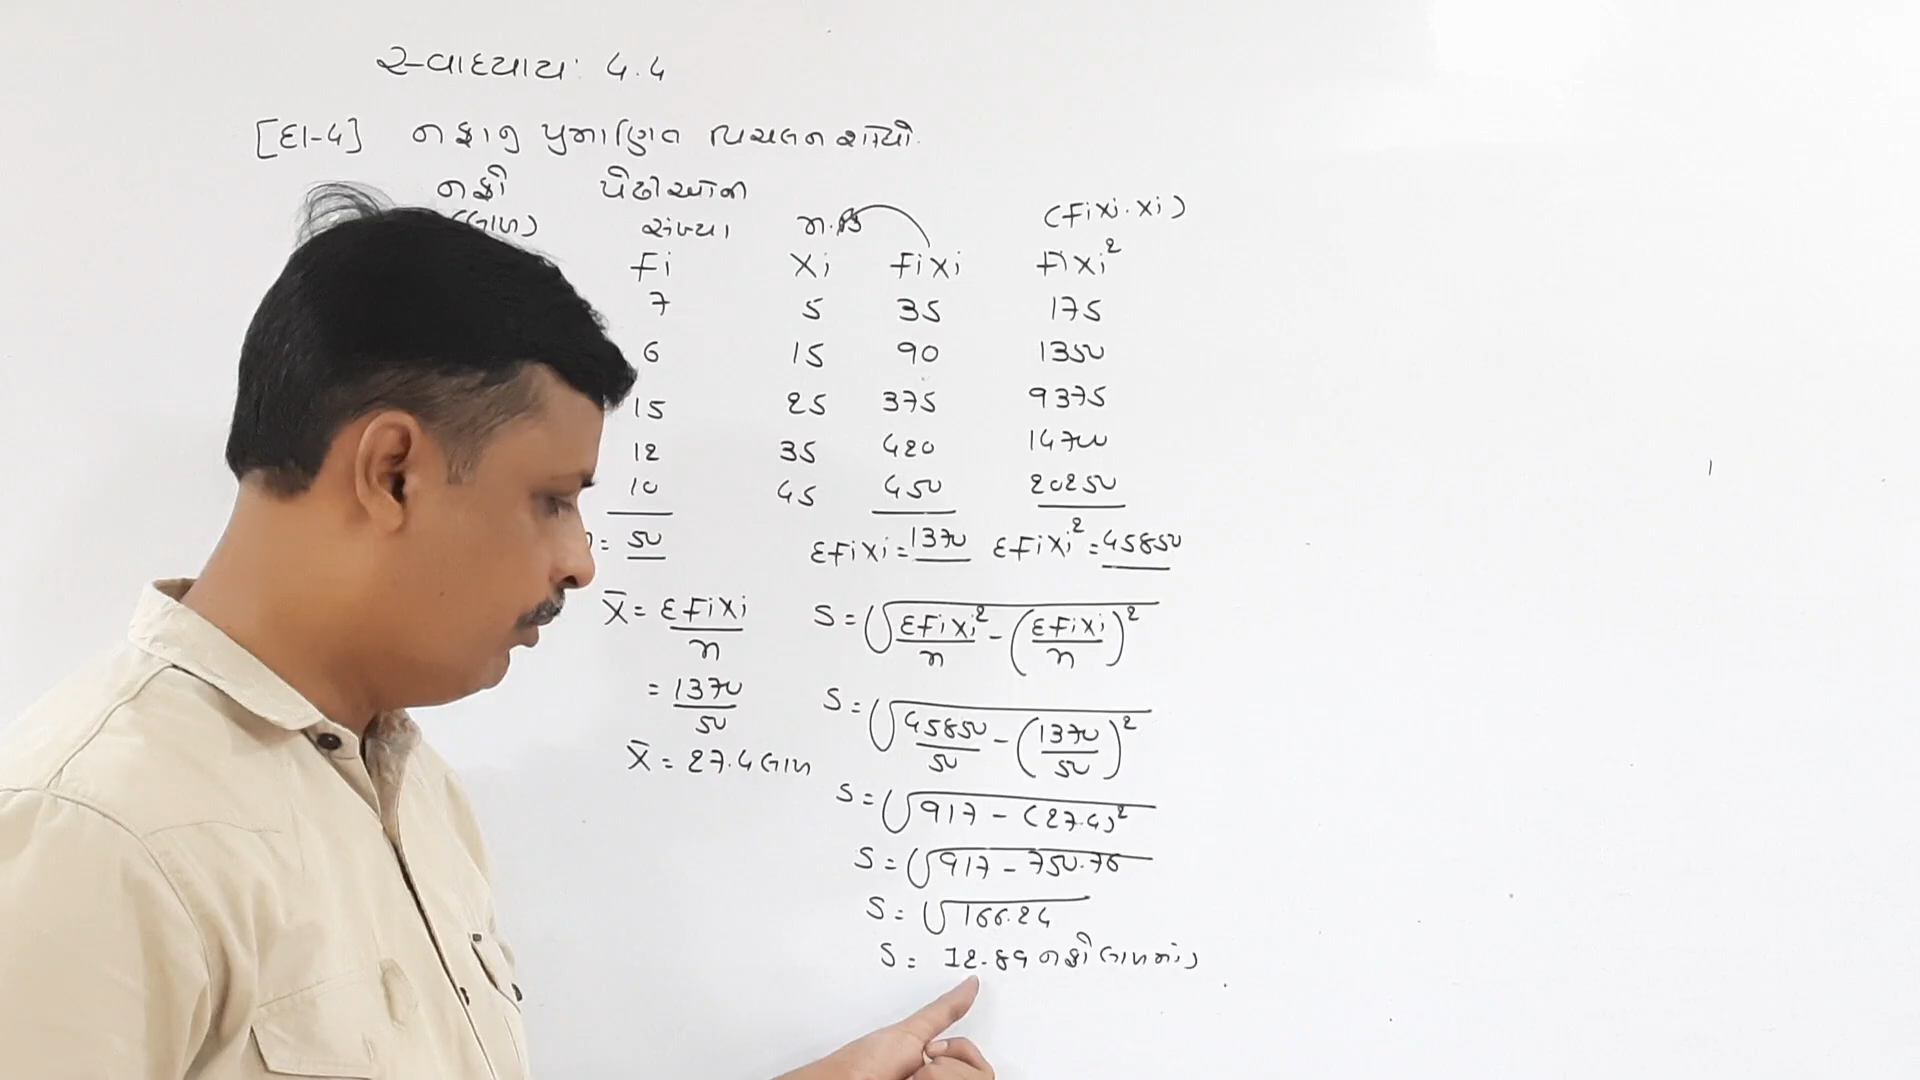 સ્વાધ્યાય: 4.4
[દા-4] નફાનુ પ્રમાણિત વિચલન શોધો.
નફો પેઢીઓની
(લાખ) સંખ્યા મ.કિ (fixi.xi)
fi xi fixi fixi²
7 5 35 175
6 15 90 1350
15 25 375 9375
12 35 420 14700
10 45 450 20250
= 50 Σfixi = 1370 Σfixi² = 45850
x̄ = Σfixi/n S = √(Σfixi²/n - (Σfixi/n)²)
= 1370/50 S = √(45850/50 - (1370/50)²)
x̄ = 27.4 લાખ
S = √(917 - (27.4)²)
S = √(917 - 750.76)
S = √166.24
S = 12.89 નફો લાખમાં)